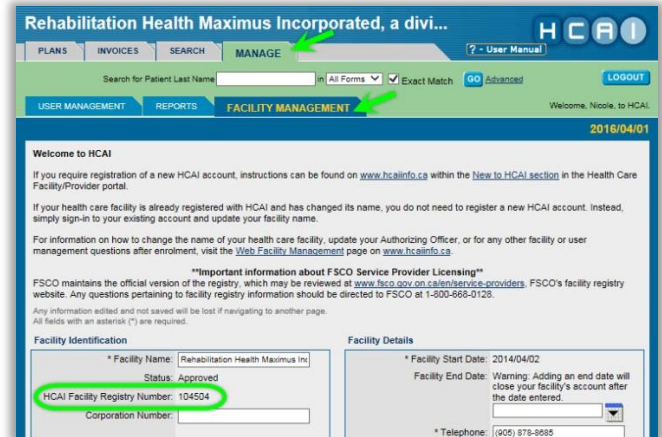 Rehabilitation Health Maximus Incorporated, a divi...
HCAI
PLANS INVOICES SEARCH MANAGE ? - User Manual
Search for Patient Last Name in All Forms Exact Match GO Advanced LOGOUT
USER MANAGEMENT REPORTS FACILITY MANAGEMENT Welcome, Nicole, to HCAI.
2016/04/01
Welcome to HCAI
If you require registration of a new HCAI account, instructions can be found on www.hcaiinfo.ca within the New to HCAI section in the Health Care
Facility/Provider portal.
If your health care facility is already registered with HCAI and has changed its name, you do not need to register a new HCAI account. Instead,
simply sign-in to your existing account and update your facility name.
For information on how to change the name of your health care facility, update your Authorizing Officer, or for any other facility or user
management questions after enrolment, visit the Web Facility Management page on www.hcaiinfo.ca.
**Important information about FSCO Service Provider Licensing**
FSCO maintains the official version of the registry, which may be reviewed at www.fsco.gov.on.ca/en/service-providers. FSCO's facility registry
website. Any questions pertaining to facility registry information should be directed to FSCO at 1-800-668-0128.
Any information edited and not saved will be lost if navigating to another page.
All fields with an asterisk (*) are required.
Facility Identification
* Facility Name: Rehabilitation Health Maximus Inc
Status: Approved
HCAI Facility Registry Number: 104504
Corporation Number:
Facility Details
* Facility Start Date: 2014/04/02
Facility End Date: Warning: Adding an end date will
close your facility's account after
the date entered.
* Telephone: (905) 878-8685